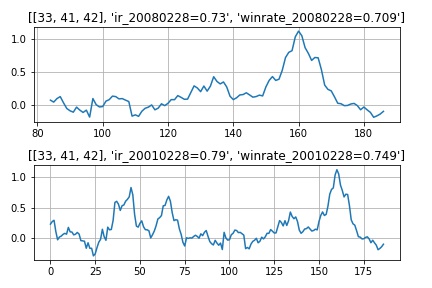 [[33, 41, 42], 'ir_20080228=0.73', 'winrate_20080228=0.709']
1.0
0.5
0.0
80 100 120 140 160 180
[[33, 41, 42], 'ir_20010228=0.79', 'winrate_20010228=0.749']
1.0
0.5
0.0
0 25 50 75 100 125 150 175